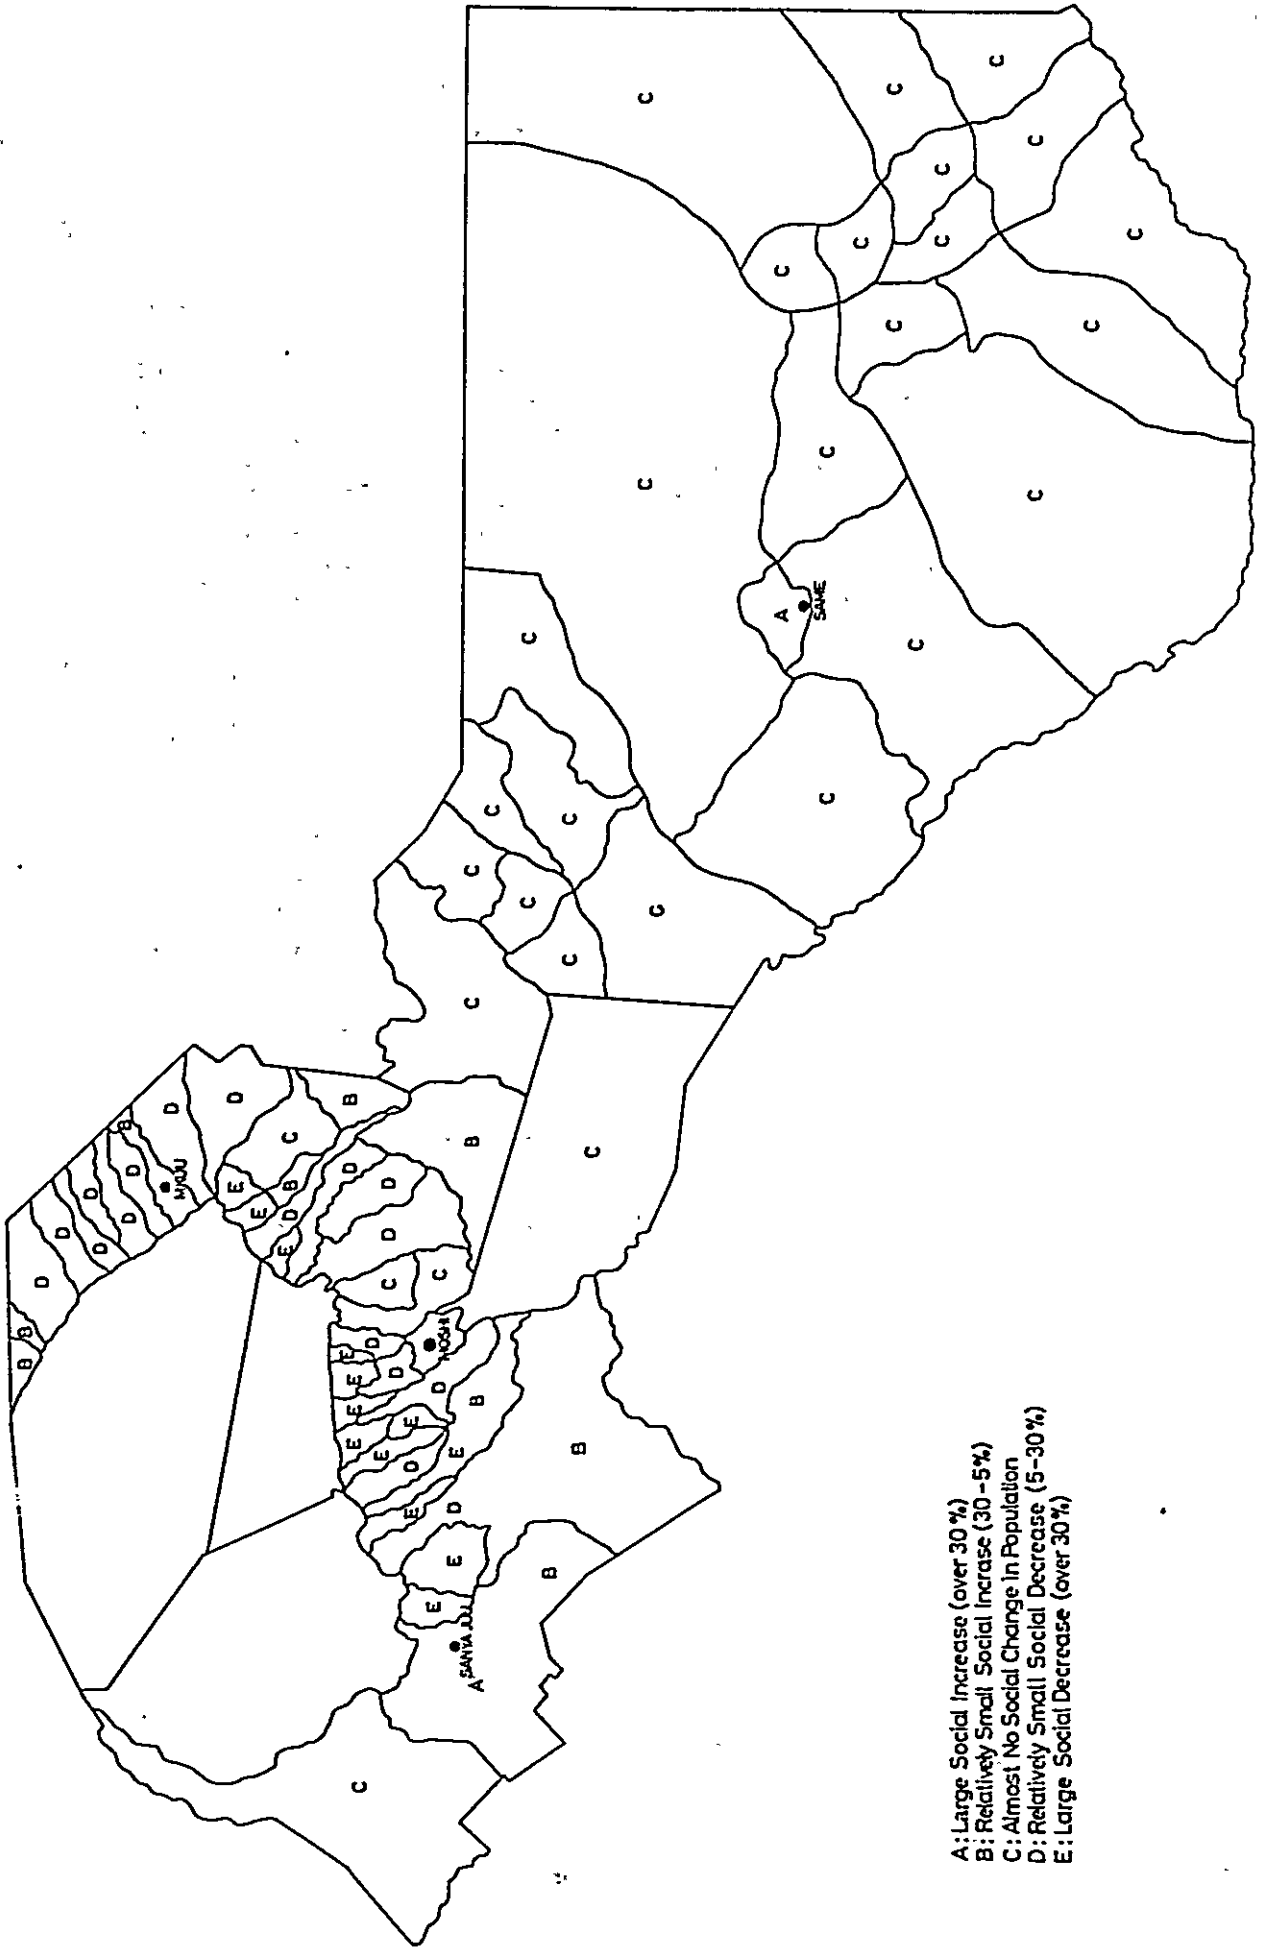 B
B
D
D
D
D
D
D
B
MKUU
D
E
D
E
E
D
B
C
E
D
B
C
E
E
E
D
E
D
C
D
D
E
D
E
E
D
C
MOSHI
E
D
E
SANYA JUU
A
B
B
C
C
C
C
C
B
C
C
B
C
C
C
C
A
C
SAME
C
C
C
C
C
C
C
C
C
C
C
C
C
A: Large Social Increase (over 30%)
B: Relatively Small Social Incrase (30-5%)
C: Almost No Social Change in Population
D: Relatively Small Social Decrease (5-30%)
E: Large Social Decrease (over 30%)